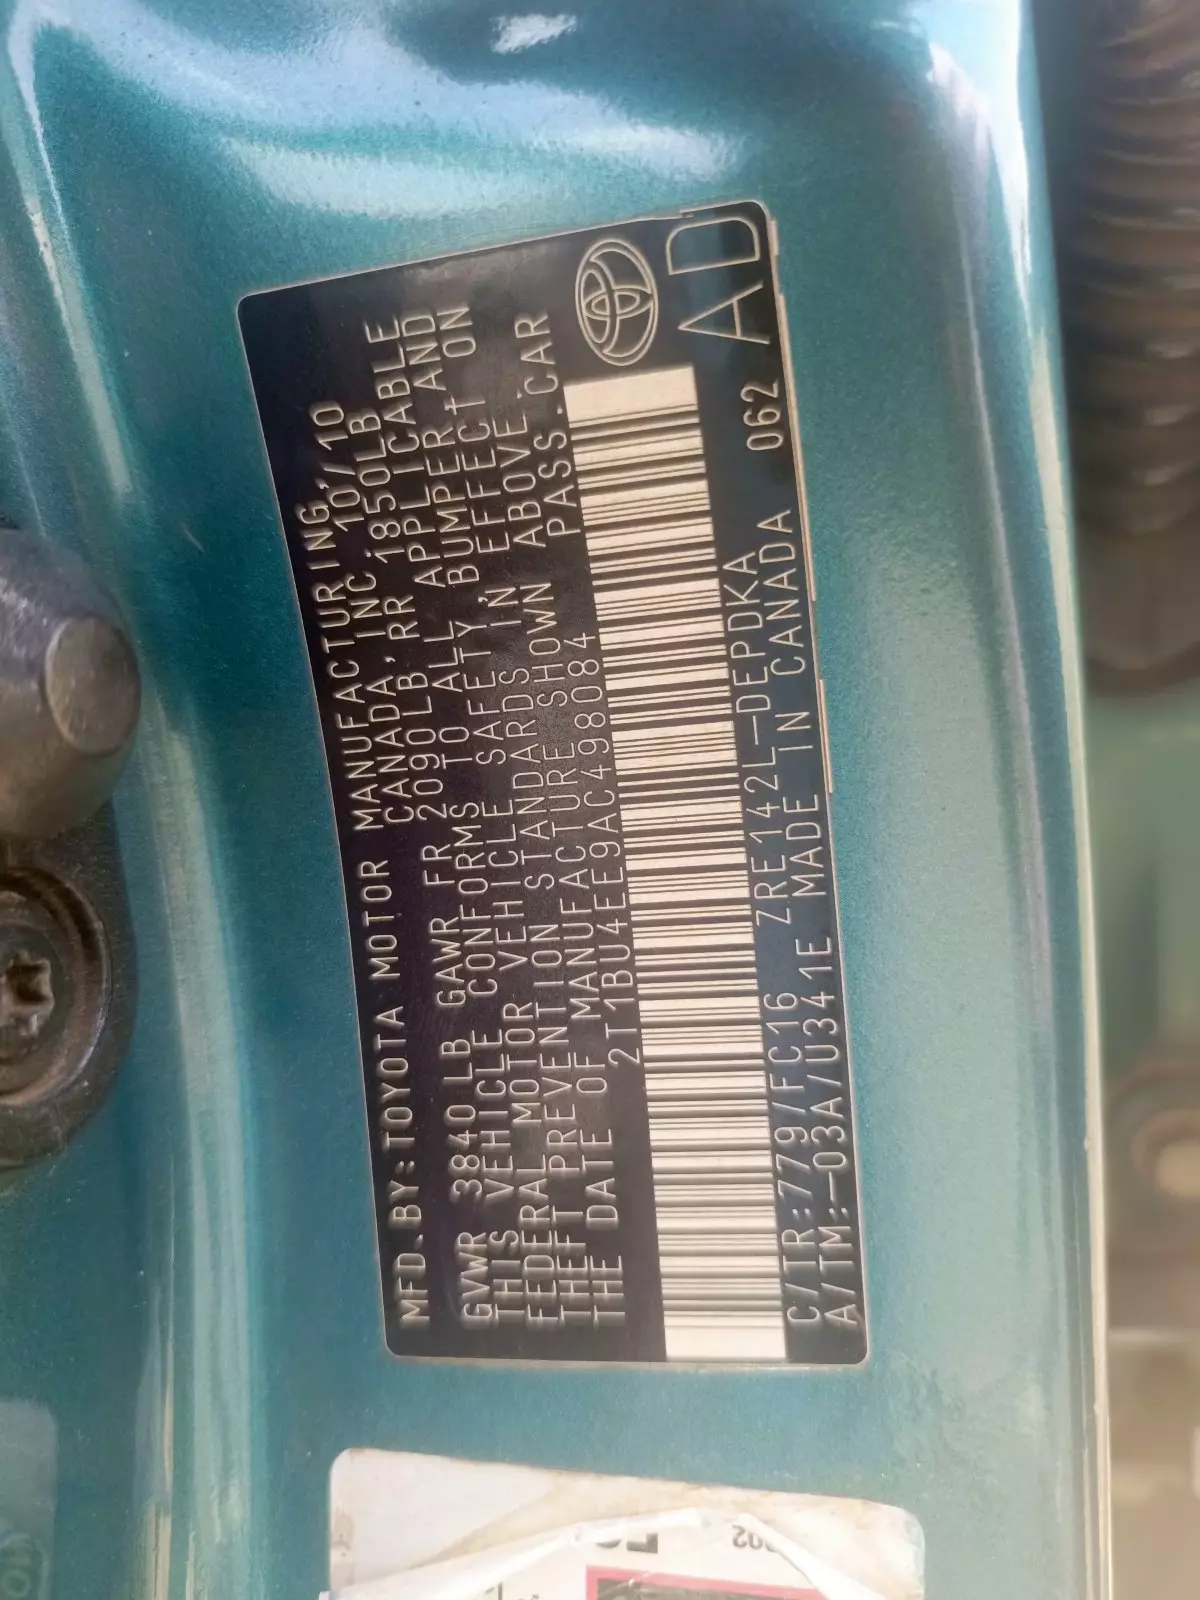 MFD.BY:TOYOTA MOTOR MANUFACTURING,
CANADA,INC. 10/10
GVWR 3840LB GAWR FR 2090LB,RR 1850LB
THIS VEHICLE CONFORMS TO ALL APPLICABLE
FEDERAL MOTOR VEHICLE SAFETY, BUMPER, AND
THEFT PREVENTION STANDARDS IN EFFECT ON
THE DATE OF MANUFACTURE SHOWN ABOVE.
2T1BU4EE9AC498084 PASS.CAR
C/TR:779/FC16 ZRE142L-DEPDKA
A/TM:-03A/U341E MADE IN CANADA 062
AD